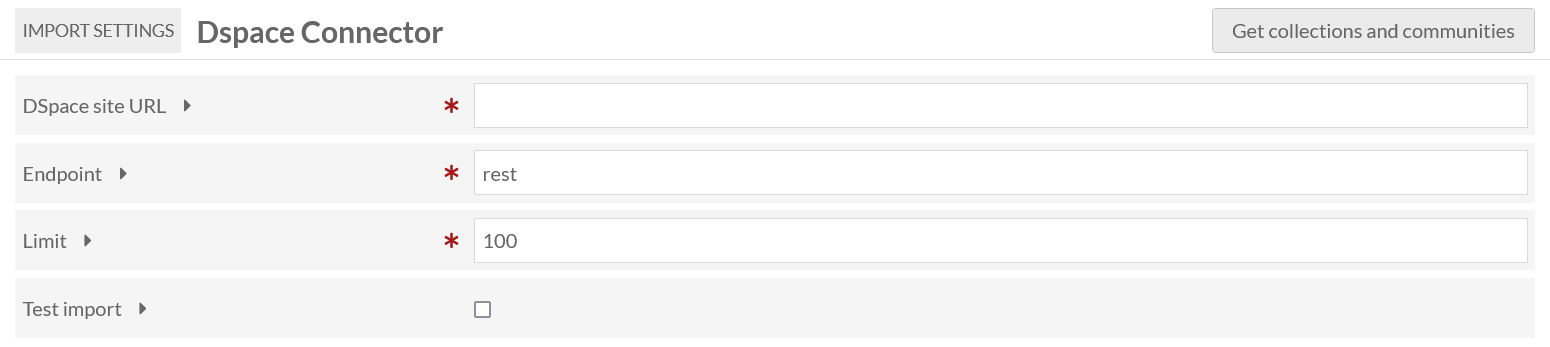 IMPORT SETTINGS Dspace Connector Get collections and communities
DSpace site URL *
Endpoint * rest
Limit * 100
Test import